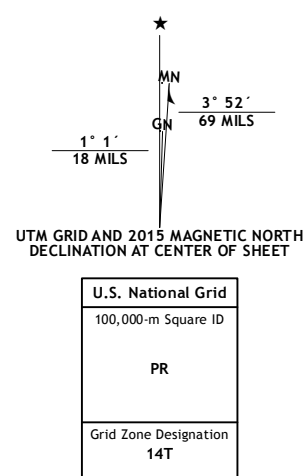 ★
MN
3° 52´
69 MILS
GN
1° 1´
18 MILS
UTM GRID AND 2015 MAGNETIC NORTH
DECLINATION AT CENTER OF SHEET
U.S. National Grid
100,000-m Square ID
PR
Grid Zone Designation
14T